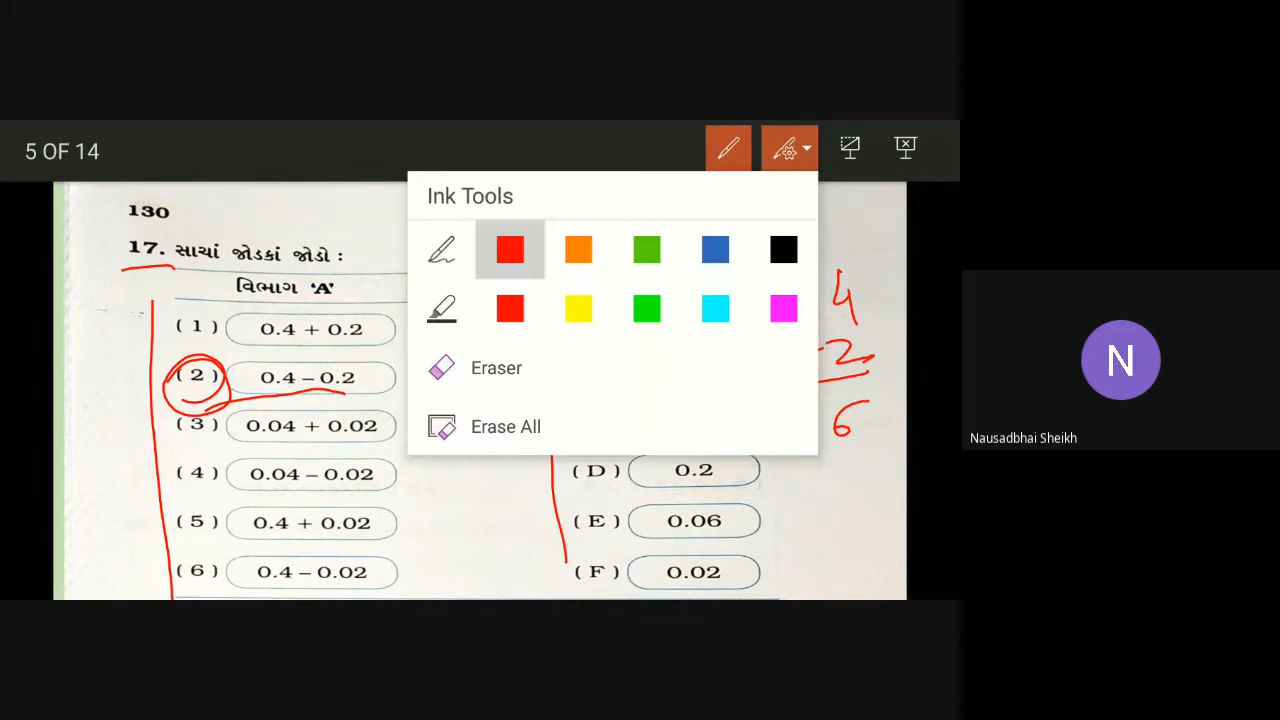 5 OF 14
Ink Tools
Eraser
Erase All
130
17. સાચાં જોડકાં જોડો :
વિભાગ ‘A’
( 1 ) 0.4 + 0.2
( 2 ) 0.4 – 0.2
( 3 ) 0.04 + 0.02
( 4 ) 0.04 – 0.02
( 5 ) 0.4 + 0.02
( 6 ) 0.4 – 0.02
( D ) 0.2
( E ) 0.06
( F ) 0.02
4
2
6
N
Nausadbhai Sheikh